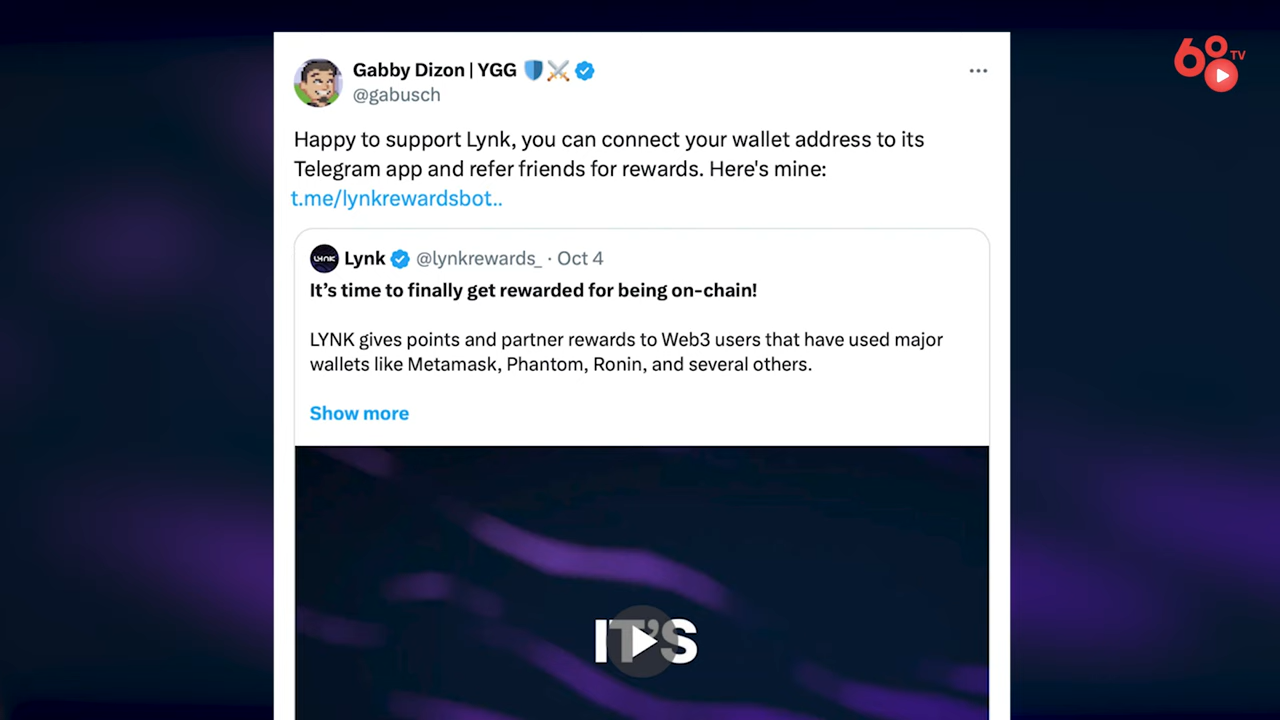 60 TV
Gabby Dizon | YGG 🛡️⚔️
@gabusch
Happy to support Lynk, you can connect your wallet address to its
Telegram app and refer friends for rewards. Here's mine:
t.me/lynkrewardsbot..
LYNK
Lynk @lynkrewards_ · Oct 4
It's time to finally get rewarded for being on-chain!
LYNK gives points and partner rewards to Web3 users that have used major
wallets like Metamask, Phantom, Ronin, and several others.
Show more
IT'S